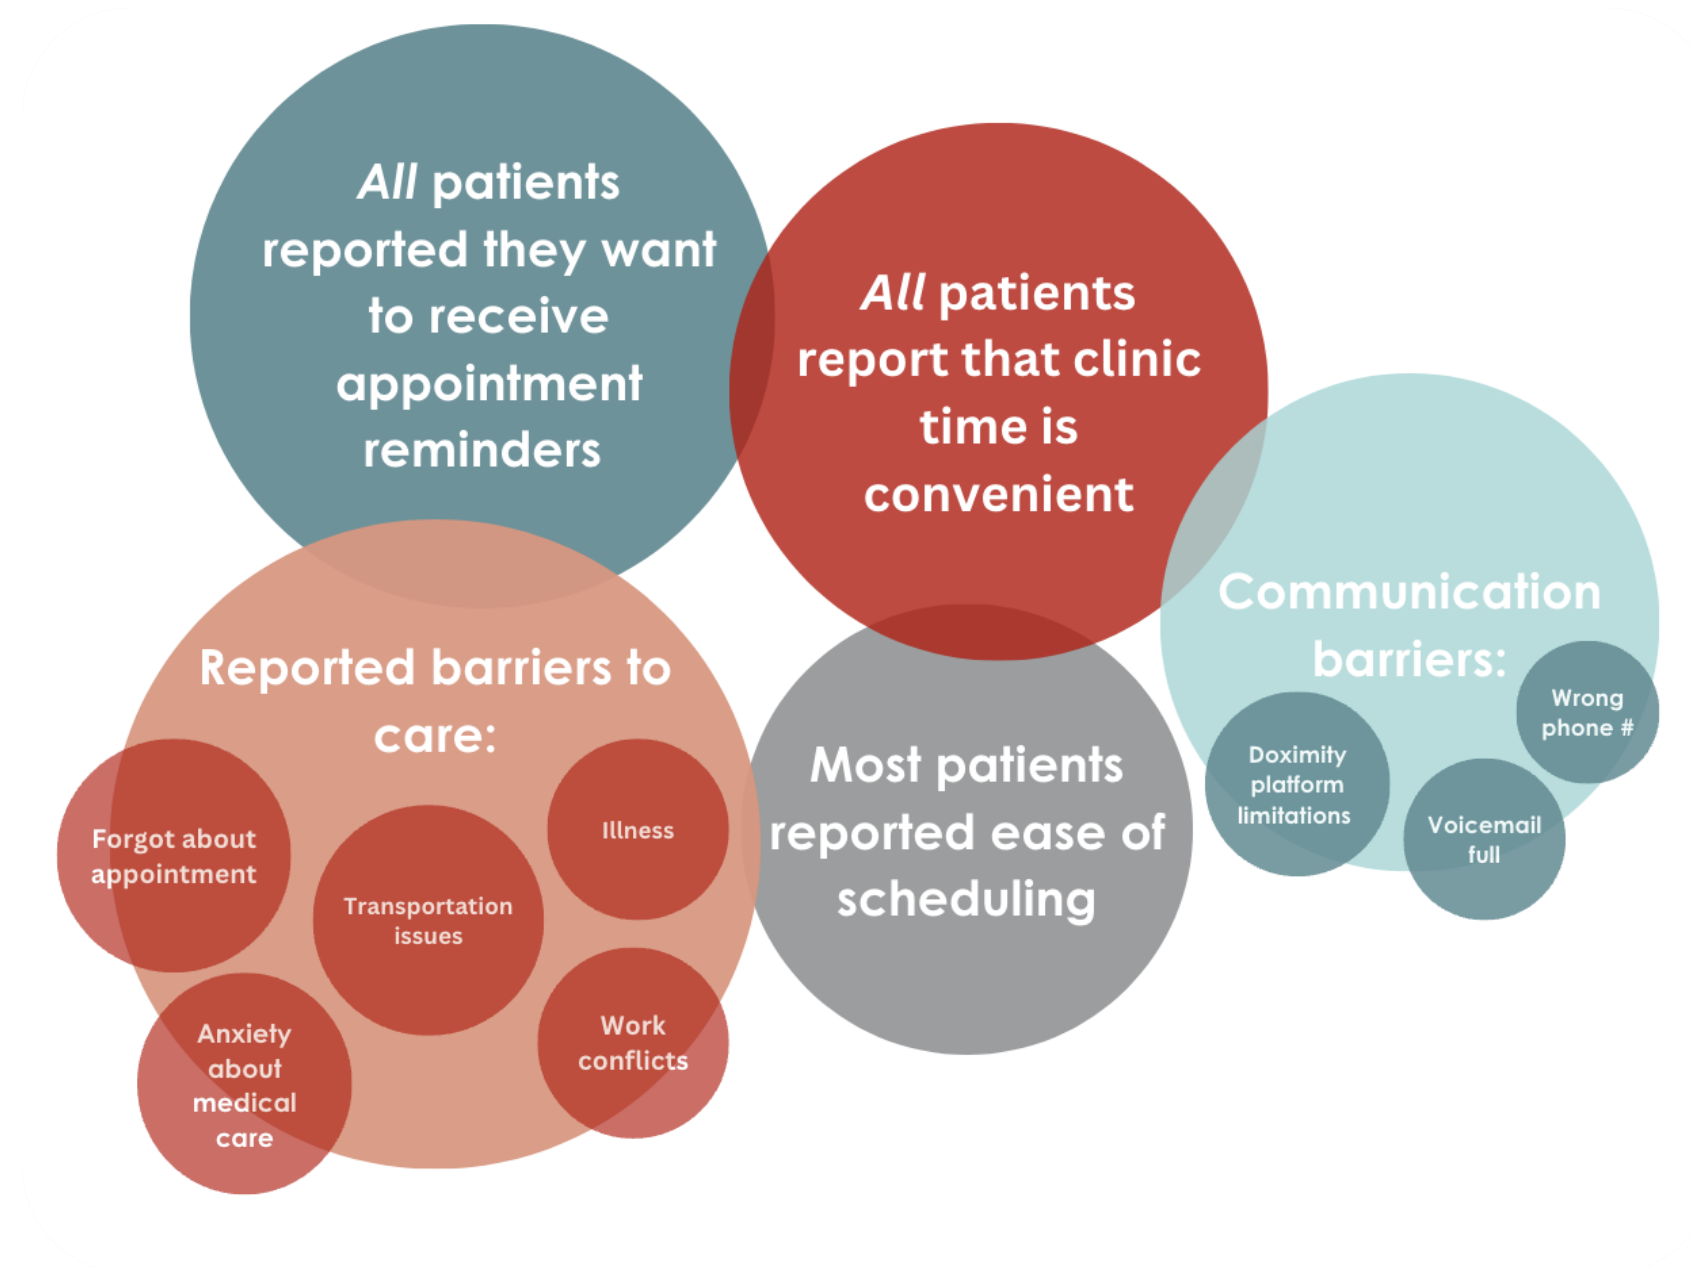 All patients
reported they want
to receive
appointment
reminders
All patients
report that clinic
time is
convenient
Communication
barriers:
Wrong
phone #
Doximity
platform
limitations
Voicemail
full
Reported barriers to
care:
Forgot about
appointment
Transportation
issues
Illness
Anxiety
about
medical
care
Work
conflicts
Most patients
reported ease of
scheduling